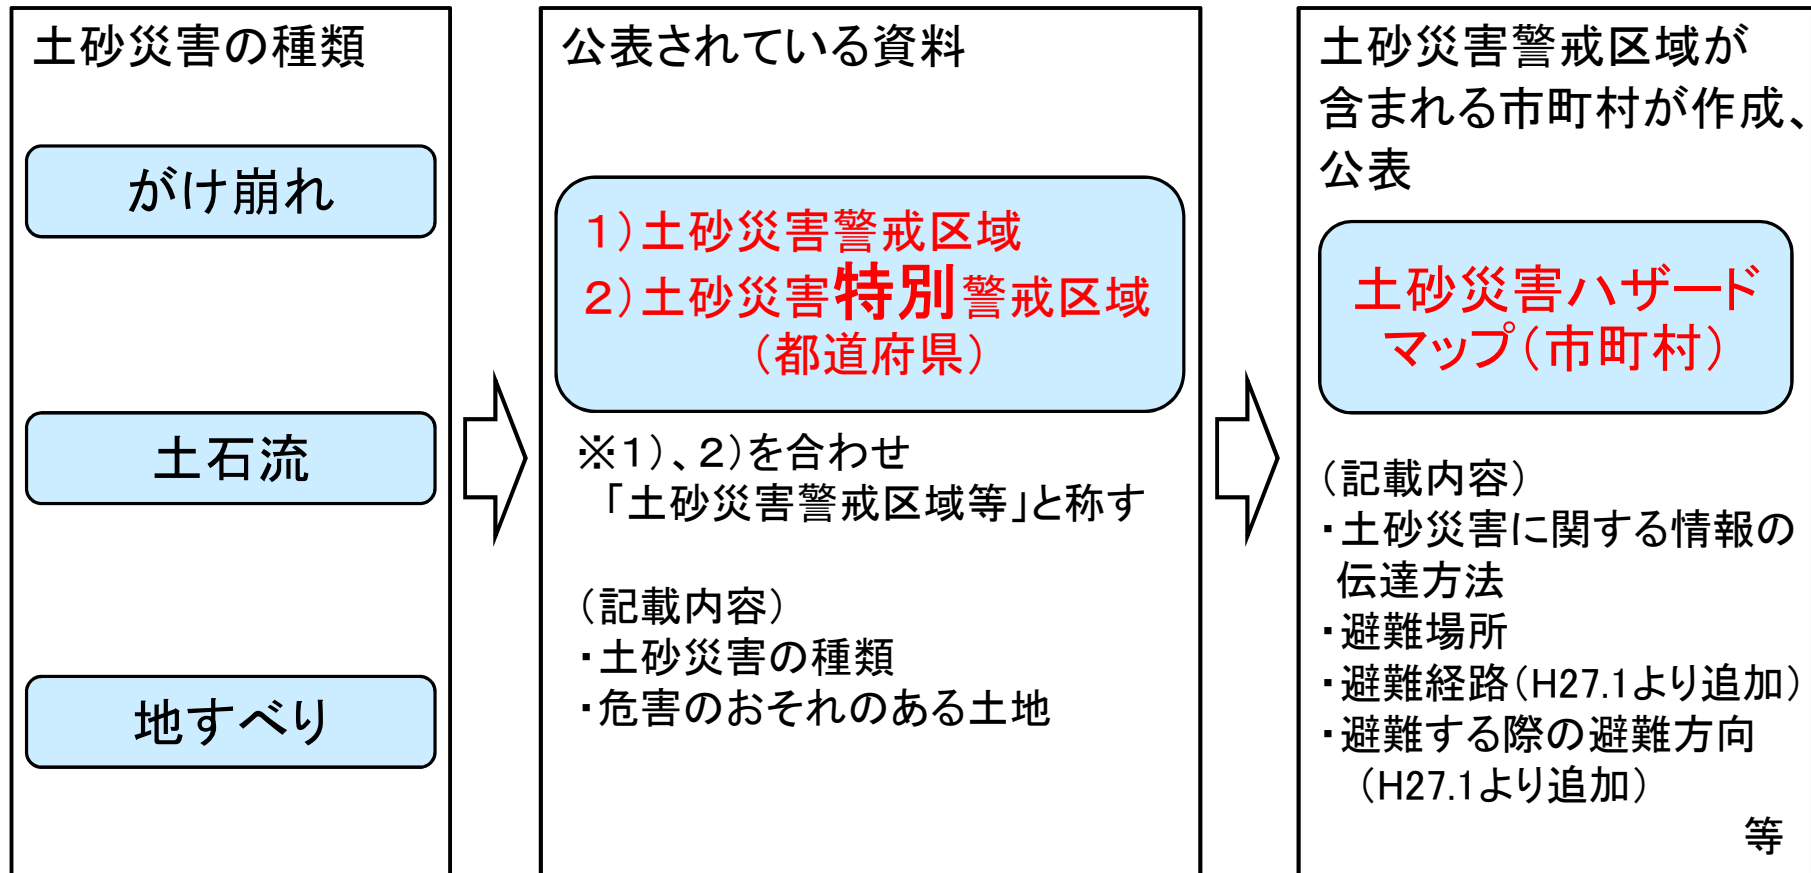 土砂災害の種類
がけ崩れ
土石流
地すべり
公表されている資料
1)土砂災害警戒区域
2)土砂災害特別警戒区域
(都道府県)
※1)、2)を合わせ
「土砂災害警戒区域等」と称す
(記載内容)
・土砂災害の種類
・危害のおそれのある土地
土砂災害警戒区域が
含まれる市町村が作成、
公表
土砂災害ハザード
マップ(市町村)
(記載内容)
・土砂災害に関する情報の
伝達方法
・避難場所
・避難経路(H27.1より追加)
・避難する際の避難方向
(H27.1より追加)
等